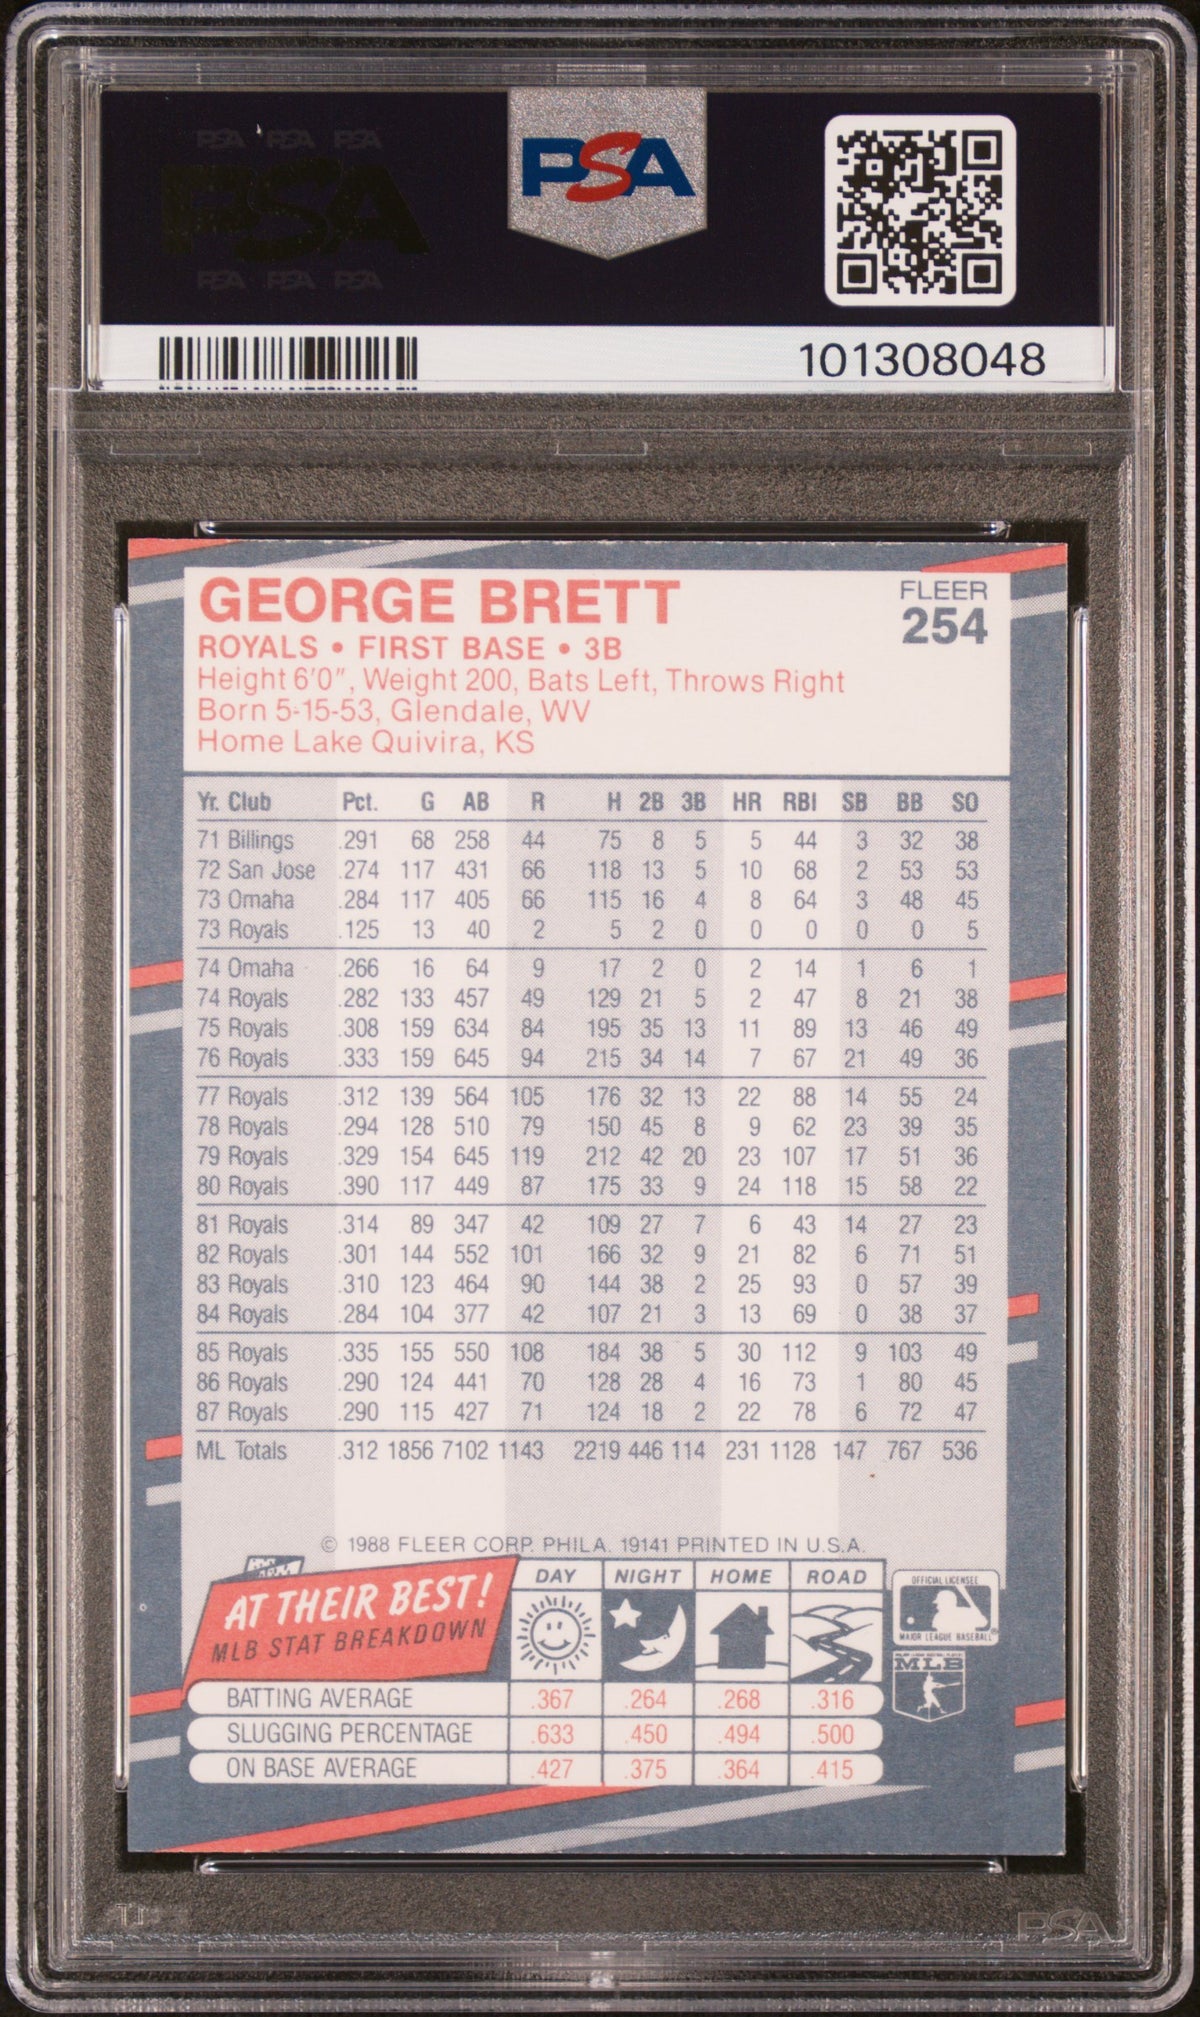 PSA PSA PSA
PSA
PSA PSA PSA
PSA
101308048
GEORGE BRETT
FLEER
254
ROYALS • FIRST BASE • 3B
Height 6'0", Weight 200, Bats Left, Throws Right
Born 5-15-53, Glendale, WV
Home Lake Quivira, KS
Yr. Club Pct. G AB R H 2B 3B HR RBI SB BB SO
71 Billings .291 68 258 44 75 8 5 5 44 3 32 38
72 San Jose .274 117 431 66 118 13 5 10 68 2 53 53
73 Omaha .284 117 405 66 115 16 4 8 64 3 48 45
73 Royals .125 13 40 2 5 2 0 0 0 0 0 5
74 Omaha .266 16 64 9 17 2 0 2 14 1 6 1
74 Royals .282 133 457 49 129 21 5 2 47 8 21 38
75 Royals .308 159 634 84 195 35 13 11 89 13 46 49
76 Royals .333 159 645 94 215 34 14 7 67 21 49 36
77 Royals .312 139 564 105 176 32 13 22 88 14 55 24
78 Royals .294 128 510 79 150 45 8 9 62 23 39 35
79 Royals .329 154 645 119 212 42 20 23 107 17 51 36
80 Royals .390 117 449 87 175 33 9 24 118 15 58 22
81 Royals .314 89 347 42 109 27 7 6 43 14 27 23
82 Royals .301 144 552 101 166 32 9 21 82 6 71 51
83 Royals .310 123 464 90 144 38 2 25 93 0 57 39
84 Royals .284 104 377 42 107 21 3 13 69 0 38 37
85 Royals .335 155 550 108 184 38 5 30 112 9 103 49
86 Royals .290 124 441 70 128 28 4 16 73 1 80 45
87 Royals .290 115 427 71 124 18 2 22 78 6 72 47
ML Totals .312 1856 7102 1143 2219 446 114 231 1128 147 767 536
© 1988 FLEER CORP. PHILA. 19141 PRINTED IN U.S.A.
AT THEIR BEST!
MLB STAT BREAKDOWN
DAY NIGHT HOME ROAD
OFFICIAL LICENSEE
MAJOR LEAGUE BASEBALL
MLB
BATTING AVERAGE .367 .264 .268 .316
SLUGGING PERCENTAGE .633 .450 .494 .500
ON BASE AVERAGE .427 .375 .364 .415
PSA